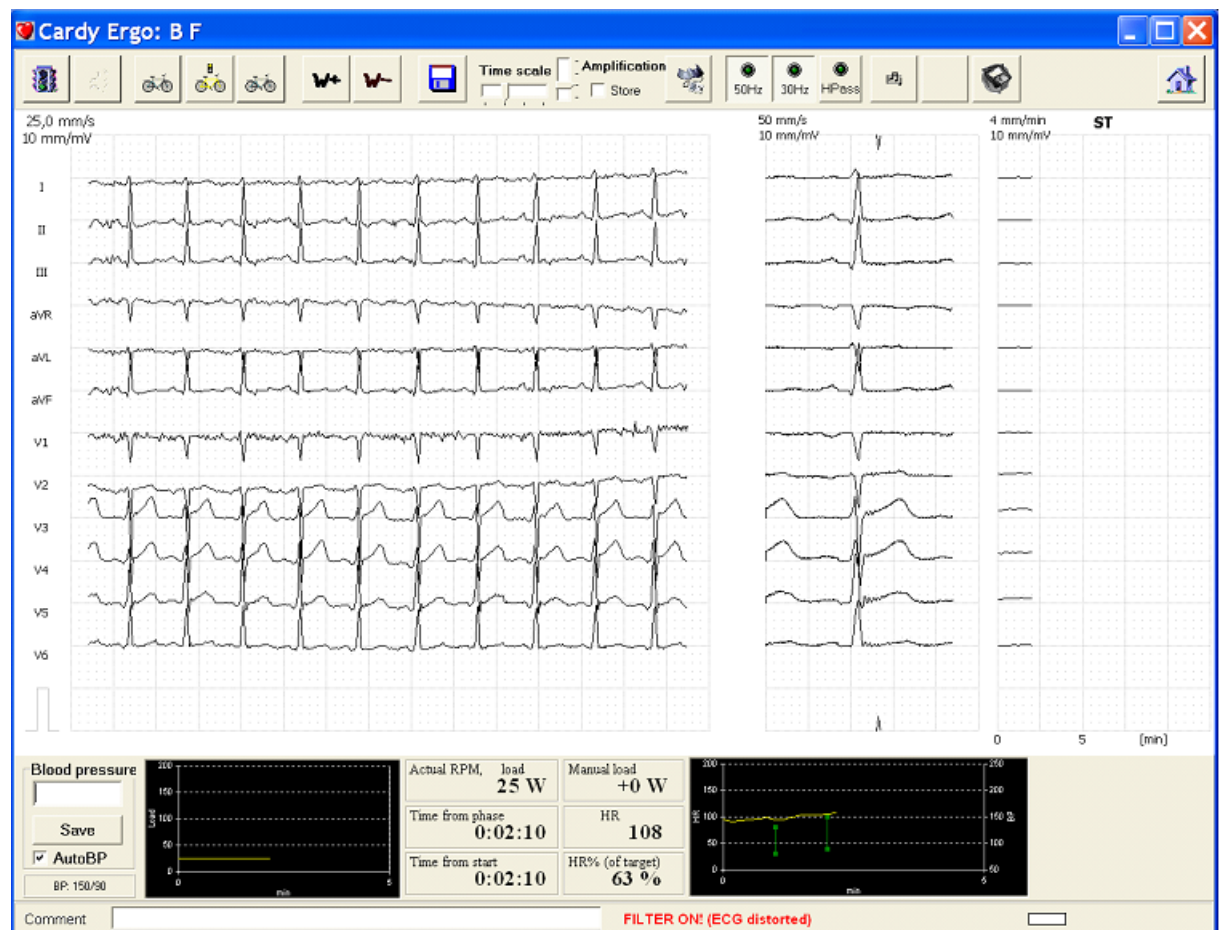 Cardy Ergo: B F
Time scale
Amplification
Store
50Hz
30Hz
HPass
25,0 mm/s
10 mm/mV
50 mm/s
10 mm/mV
4 mm/min
10 mm/mV
ST
I
II
III
aVR
aVL
aVF
V1
V2
V3
V4
V5
V6
0
5
[min]
Blood pressure
Save
AutoBP
BP: 150/90
200
150
100
50
0
Load
0
5
min
Actual RPM, load
25 W
Manual load
+0 W
Time from phase
0:02:10
HR
108
Time from start
0:02:10
HR% (of target)
63 %
200
150
100
50
0
HR
250
200
150
100
50
BP
0
5
min
Comment
FILTER ON! (ECG distorted)